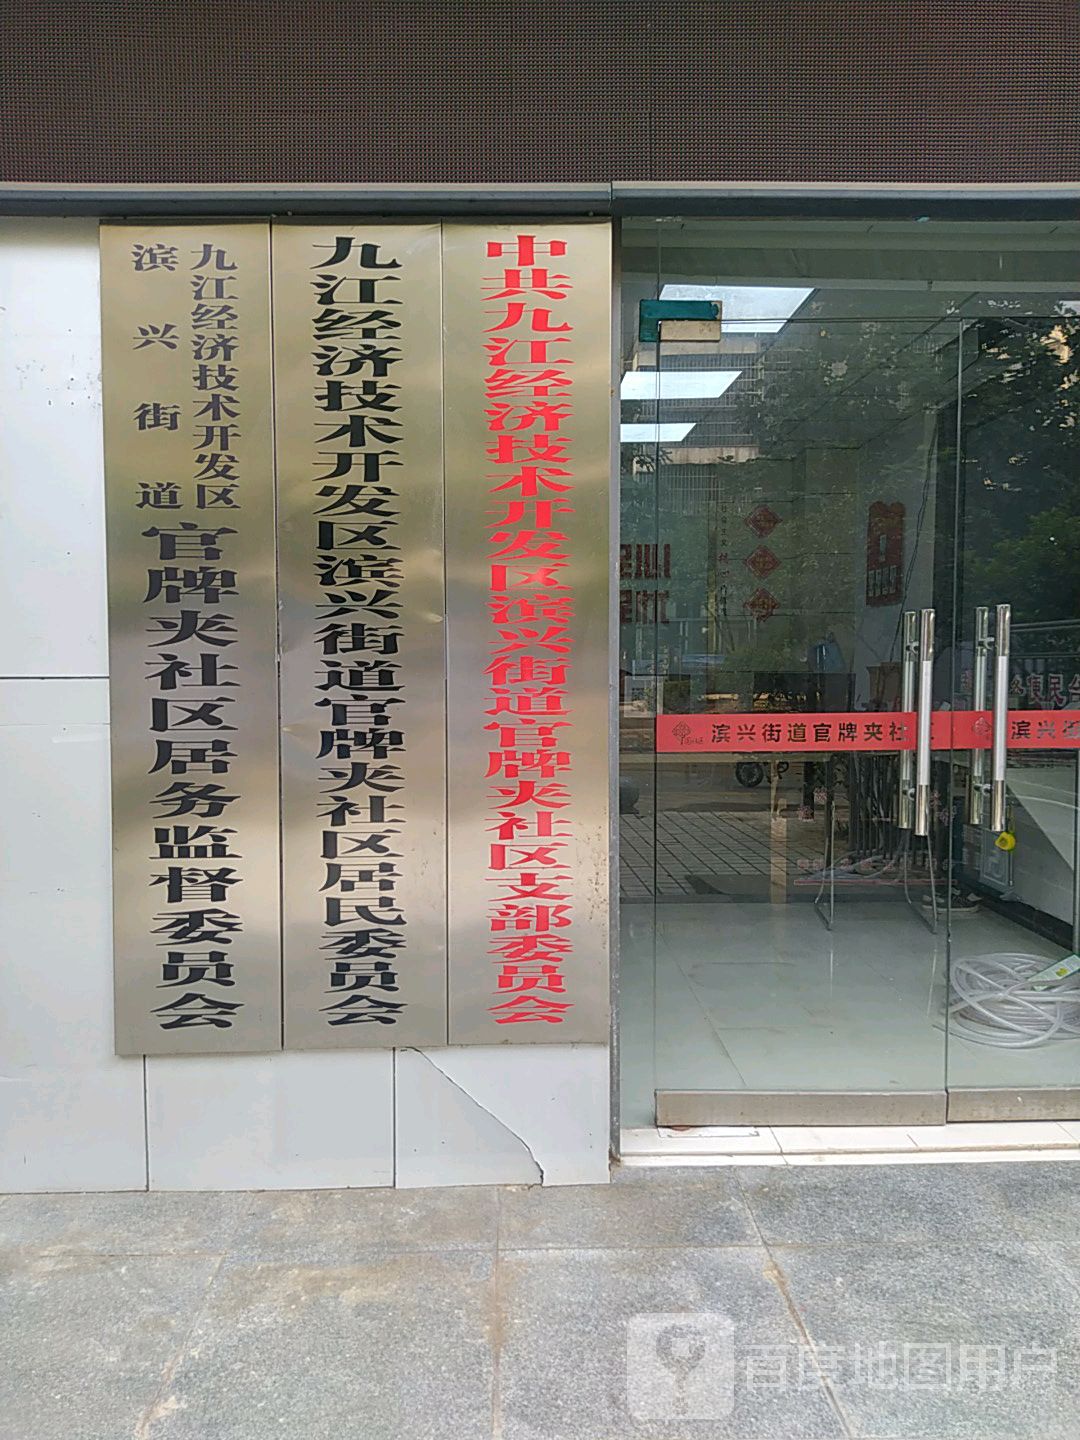 中共九江经济技术开发区滨兴街道官牌夹社区支部委员会
九江经济技术开发区滨兴街道官牌夹社区居民委员会
九江经济技术开发区
滨兴街道
官牌夹社区居务监督委员会
滨兴街道官牌夹社
滨兴街
便民
百度地图用户